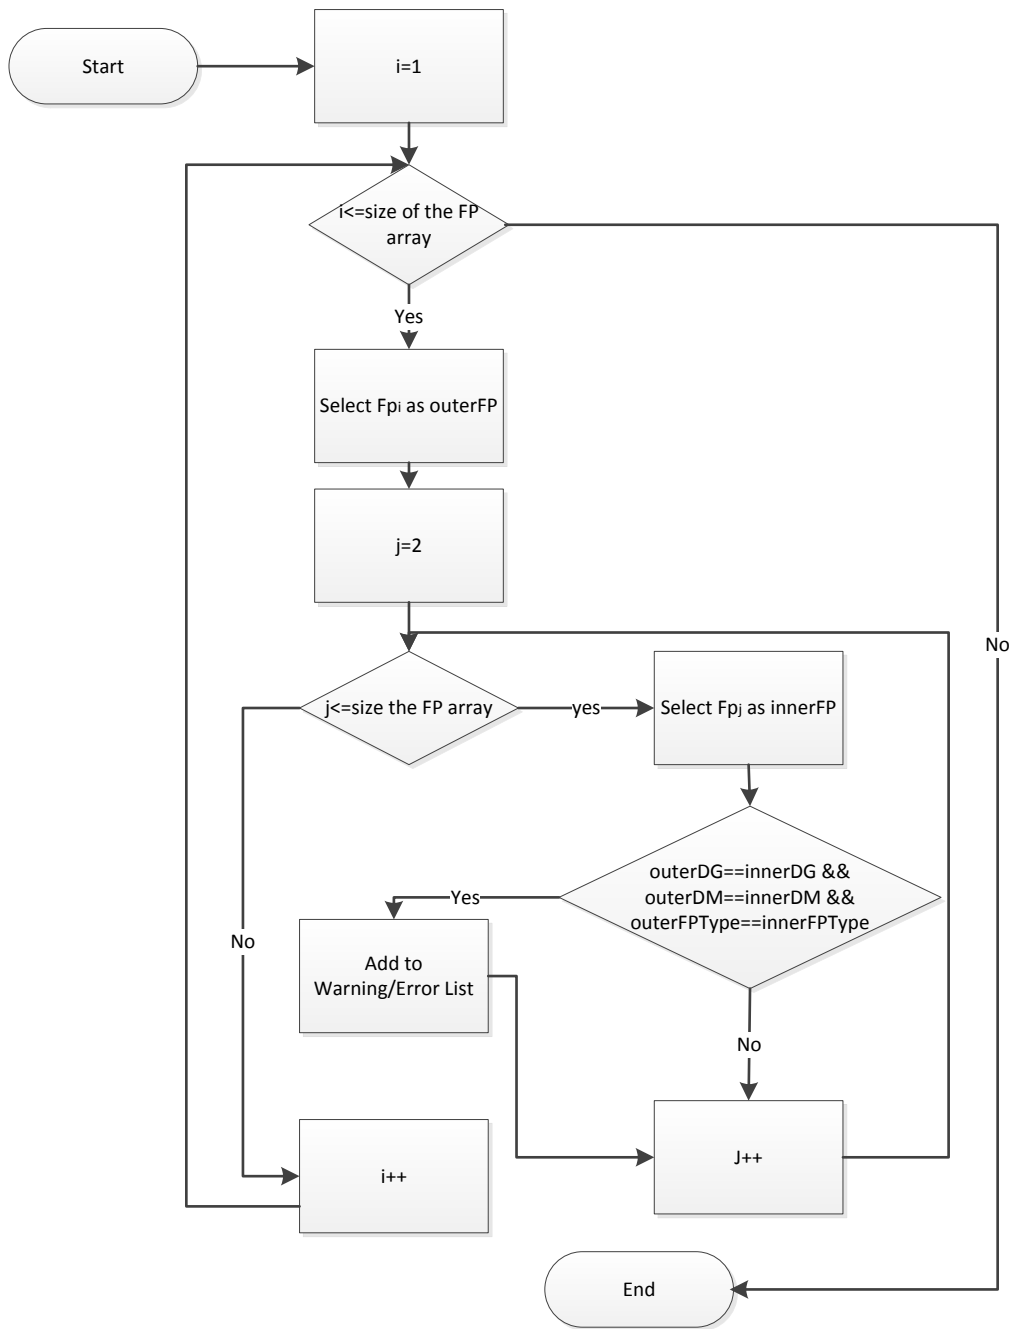 Start
i=1
i<=size of the FP
array
Yes
Select Fpi as outerFP
j=2
No
j<=size the FP array
yes
Select Fpj as innerFP
outerDG==innerDG &&
outerDM==innerDM &&
outerFPType==innerFPType
Yes
No
Add to
Warning/Error List
No
i++
J++
End